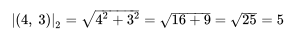 |(4, 3)|₂ = √(4² + 3²) = √(16 + 9) = √25 = 5